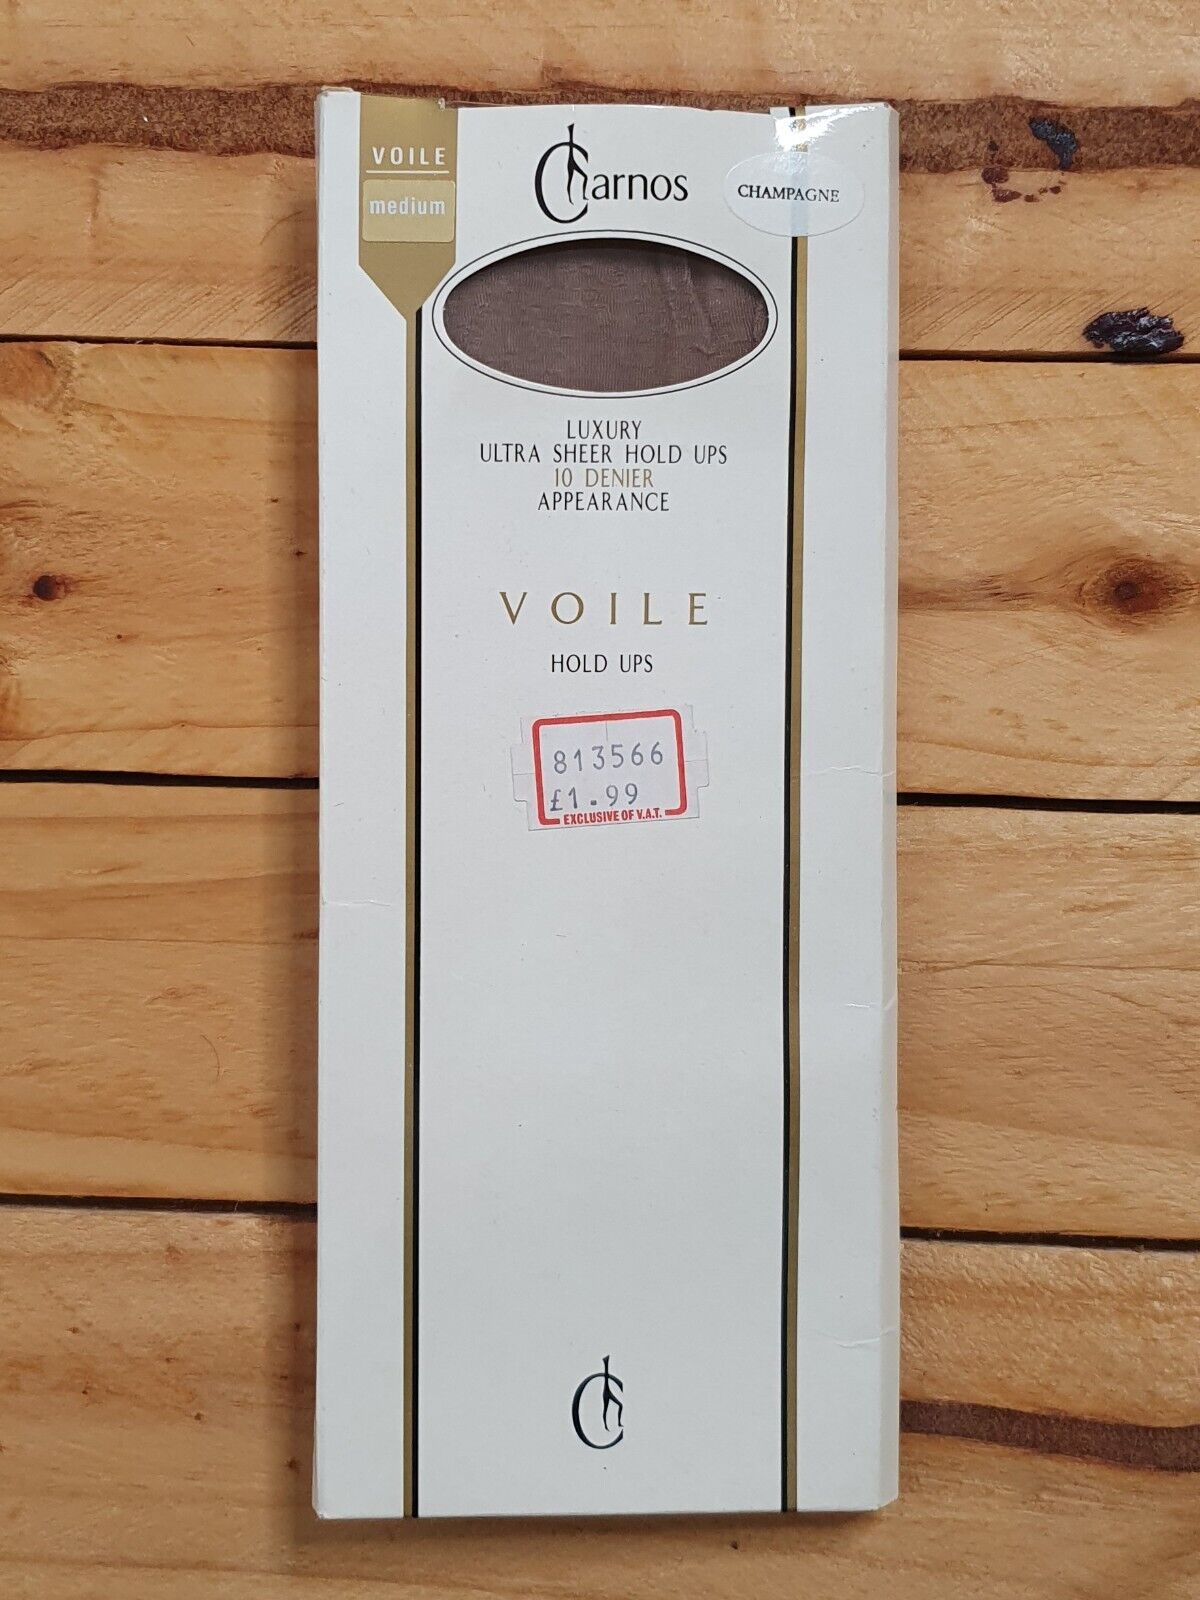 VOILE
medium
Charnos
CHAMPAGNE
LUXURY
ULTRA SHEER HOLD UPS
10 DENIER
APPEARANCE
VOILE
HOLD UPS
813566
£1.99
EXCLUSIVE OF V.A.T.